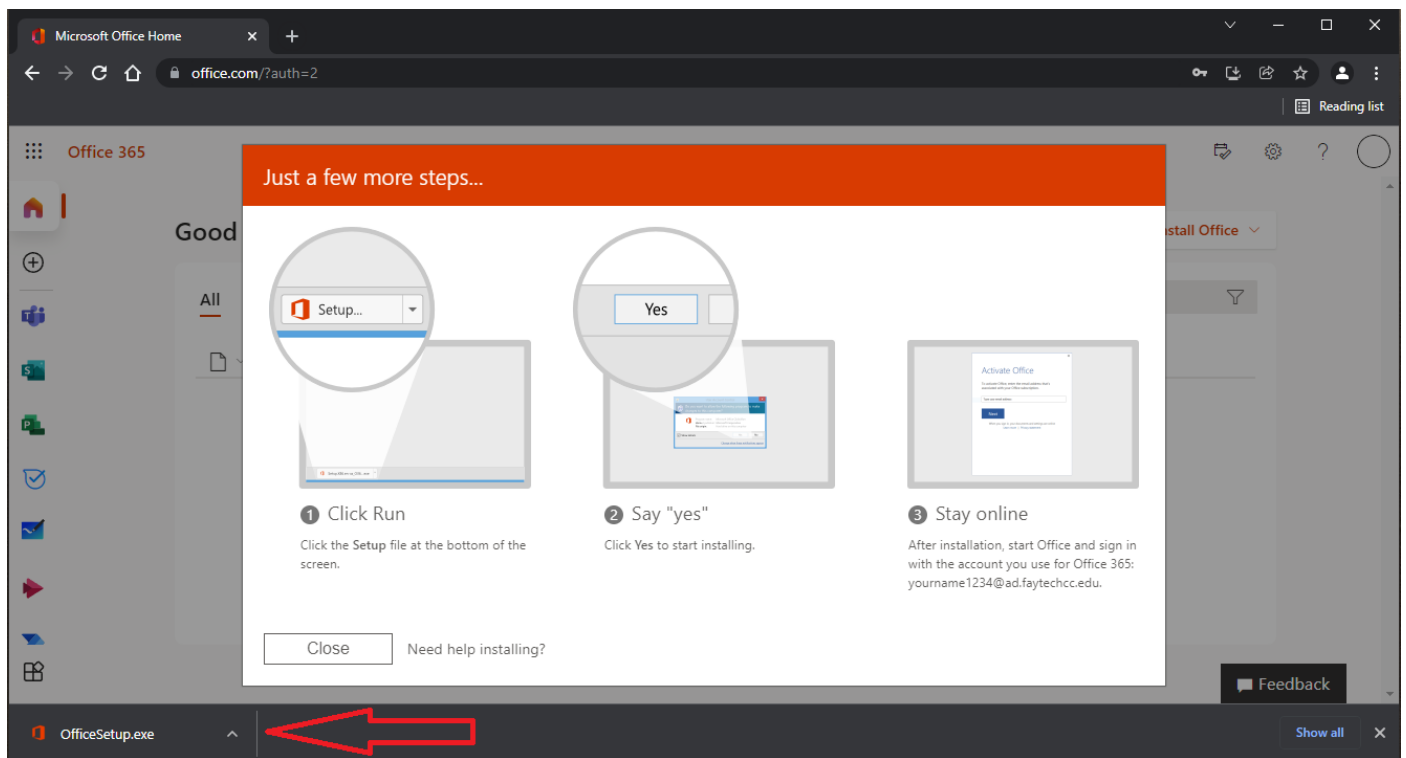 Microsoft Office Home
office.com/?auth=2
Reading list
Office 365
Just a few more steps...
Good
Install Office
All
Setup...
Yes
Activate Office
1 Click Run
2 Say "yes"
3 Stay online
Click the Setup file at the bottom of the
screen.
Click Yes to start installing.
After installation, start Office and sign in
with the account you use for Office 365:
yourname1234@ad.faytechcc.edu.
Close
Need help installing?
Feedback
OfficeSetup.exe
Show all